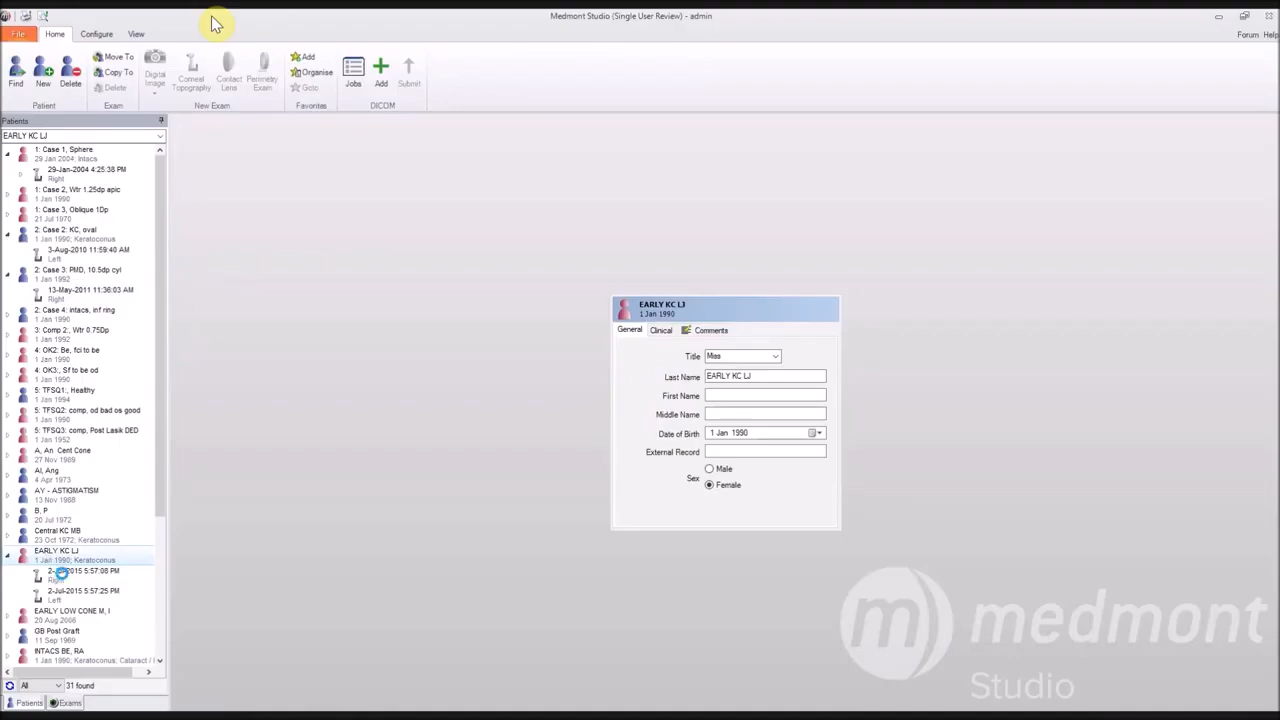 Medmont Studio (Single User Review) - admin
File Home Configure View
Forum Help
Find New Delete
Patient
Move To
Copy To
Delete
Exam
Digital Image
Corneal Topography
Contact Lens
Perimetry Exam
New Exam
Add
Organise
Goto
Favorites
Jobs Add Submit
DICOM
Patients
EARLY KC LJ
1: Case 1, Sphere
29 Jan 2004; Intacs
29-Jan-2004 4:25:38 PM
Right
1: Case 2, Wtr 1.25dp apic
1 Jan 1990
1: Case 3, Oblique 1Dp
21 Jul 1970
2: Case 2: KC, oval
1 Jan 1990; Keratoconus
3-Aug-2010 11:59:40 AM
Left
2: Case 3: PMD, 10.5dp cyl
1 Jan 1992
13-May-2011 11:36:03 AM
Right
2: Case 4: intacs, inf ring
1 Jan 1990
3: Comp 2:, Wtr 0.75Dp
1 Jan 1992
4: OK2: Be, fci to be
1 Jan 1990
4: OK3:, Sf to be od
1 Jan 1990
5: TFSQ1:, Healthy
1 Jan 1994
5: TFSQ2: comp, od bad os good
1 Jan 1990
5: TFSQ3: comp, Post Lasik DED
1 Jan 1952
A, An Cent Cone
27 Nov 1989
Al, Ang
4 Apr 1973
AY - ASTIGMATISM
13 Nov 1988
B, P
20 Jul 1972
Central KC MB
23 Oct 1972; Keratoconus
EARLY KC LJ
1 Jan 1990; Keratoconus
2-Jul-2015 5:57:08 PM
Right
2-Jul-2015 5:57:25 PM
Left
EARLY LOW CONE M, I
20 Aug 2006
GB Post Graft
11 Sep 1969
INTACS BE, RA
1 Jan 1990; Keratoconus; Cataract / I
All 31 found
Patients Exams
EARLY KC LJ
1 Jan 1990
General Clinical Comments
Title Miss
Last Name EARLY KC LJ
First Name
Middle Name
Date of Birth 1 Jan 1990
External Record
Sex Male
Female
m medmont
Studio